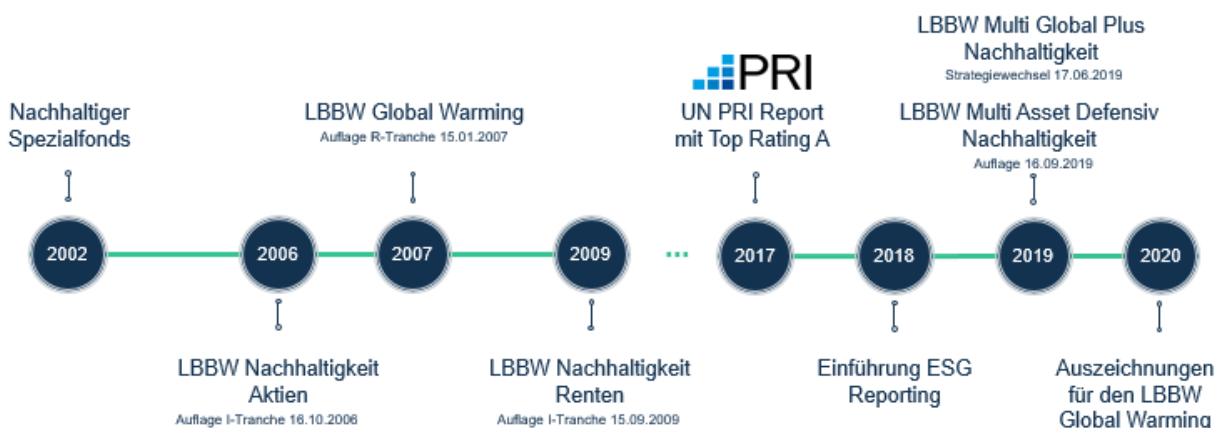 Nachhaltiger
Spezialfonds
LBBW Global Warming
Auflage R-Tranche 15.01.2007
PRI
UN PRI Report
mit Top Rating A
LBBW Multi Global Plus
Nachhaltigkeit
Strategiewechsel 17.06.2019
LBBW Multi Asset Defensiv
Nachhaltigkeit
Auflage 16.09.2019
2002
2006
2007
2009
...
2017
2018
2019
2020
LBBW Nachhaltigkeit
Aktien
Auflage I-Tranche 16.10.2006
LBBW Nachhaltigkeit
Renten
Auflage I-Tranche 15.09.2009
Einführung ESG
Reporting
Auszeichnungen
für den LBBW
Global Warming